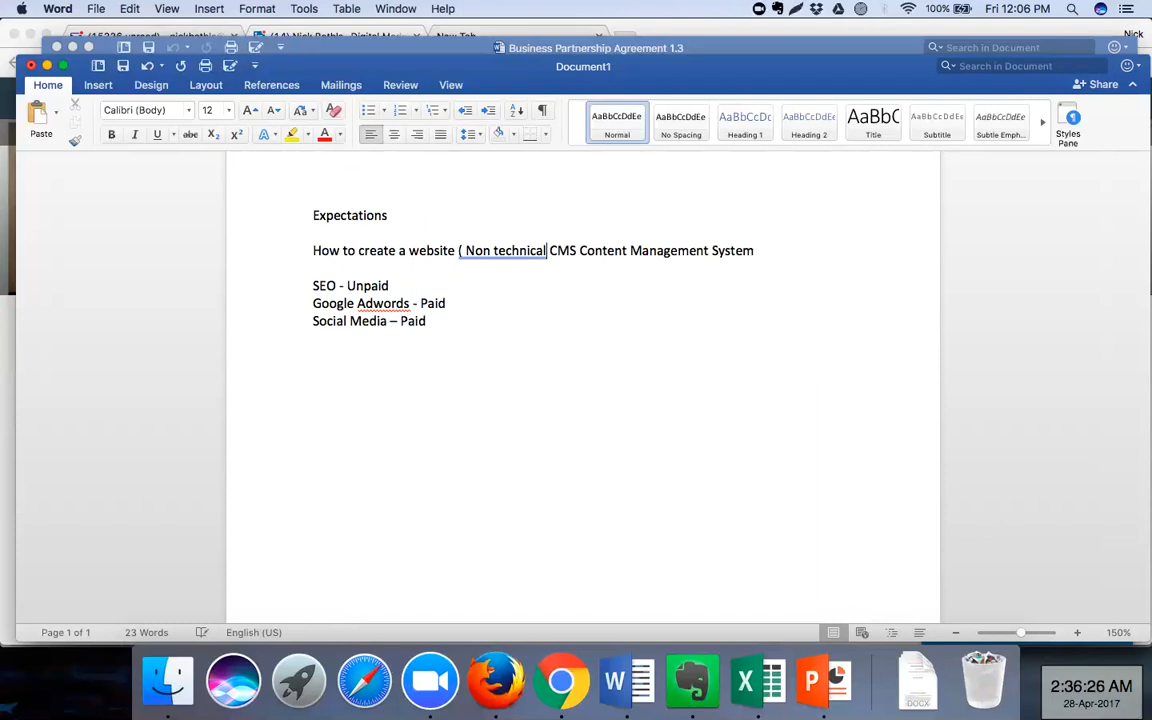 Word File Edit View Insert Format Tools Table Window Help 100% Fri 12:06 PM
Nick
Business Partnership Agreement 1.3 Search in Document
Document1 Search in Document
Home Insert Design Layout References Mailings Review View Share
Paste Calibri (Body) 12
AaBbCcDdEe AaBbCcDdEe AaBbCcDc AaBbCcDdEe AaBbCcDc AaBbCcDdEe AaBbCcDdEe
Normal No Spacing Heading 1 Heading 2 Title Subtitle Subtle Emph... Styles Pane
Expectations
How to create a website ( Non technical CMS Content Management System
SEO - Unpaid
Google Adwords - Paid
Social Media – Paid
Page 1 of 1 23 Words English (US) 150%
DOCX
2:36:26 AM
28-Apr-2017